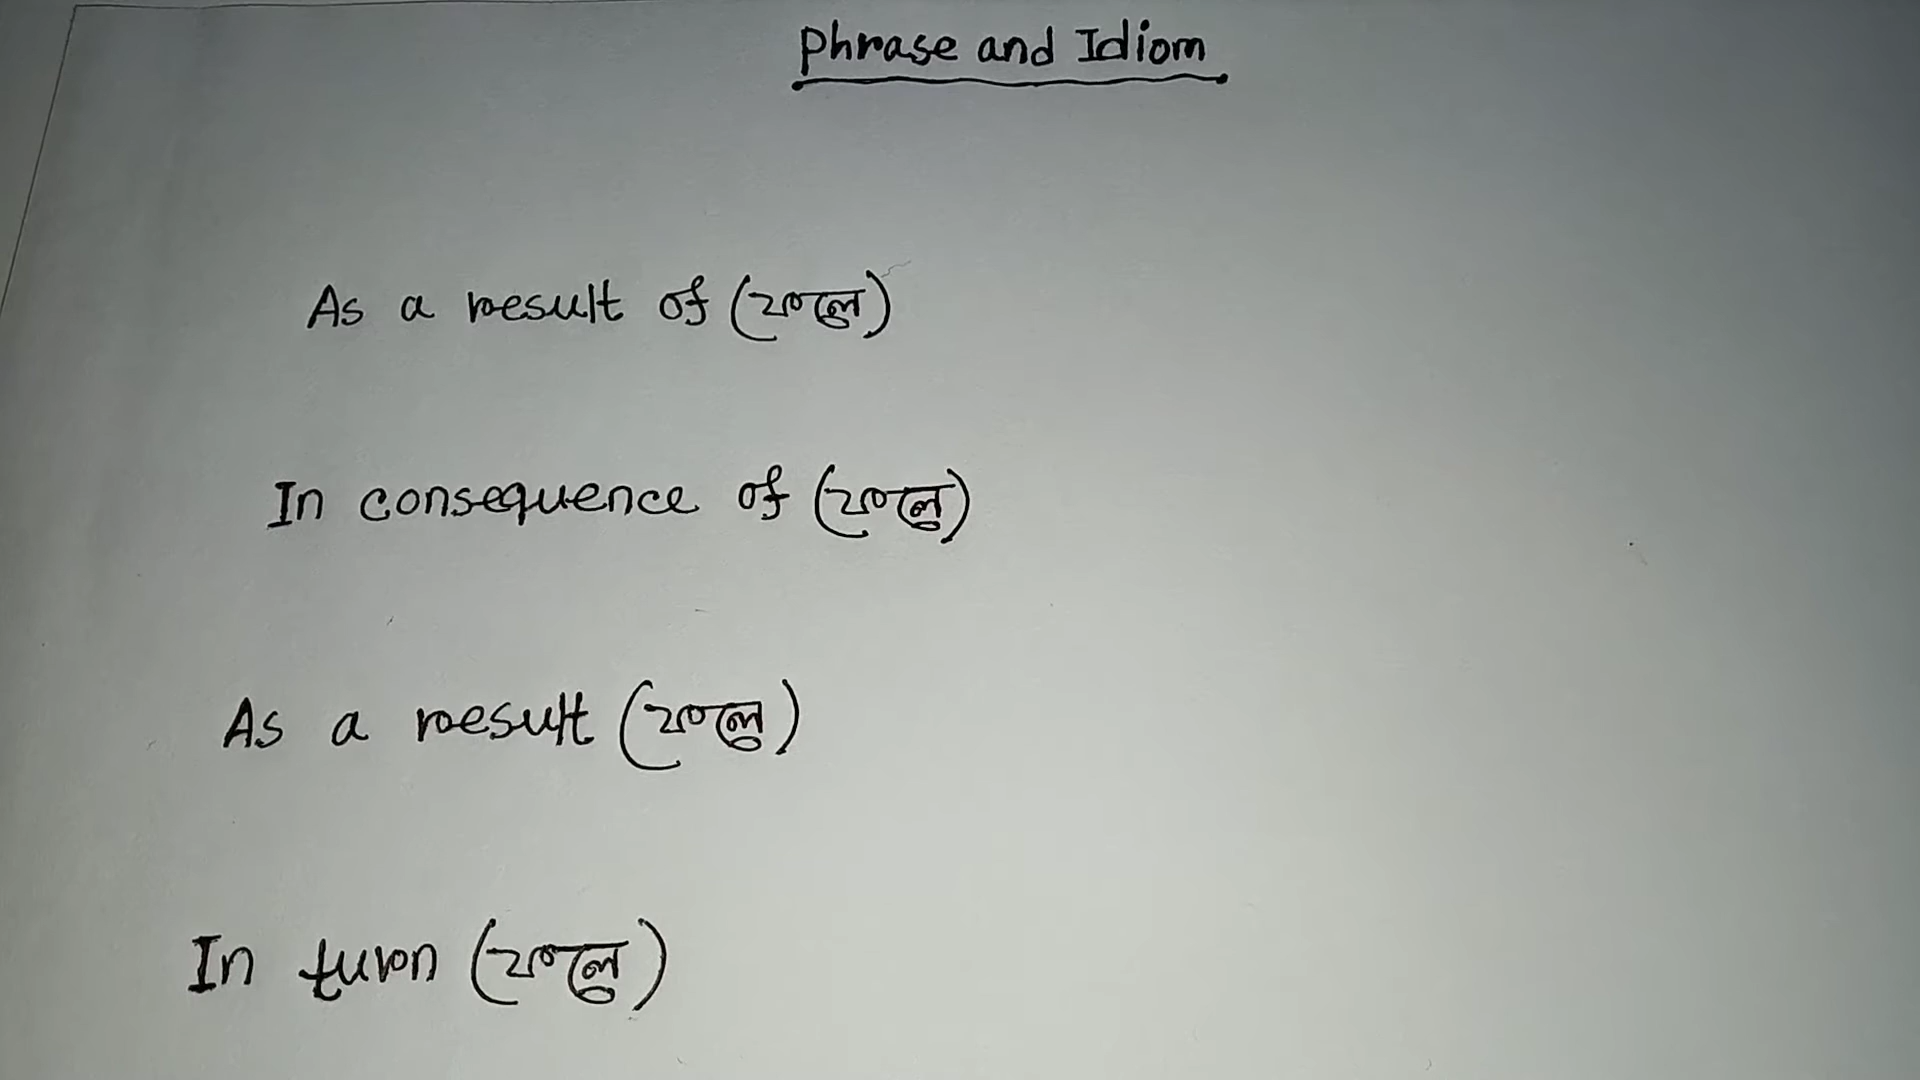 Phrase and Idiom
As a result of (ফলে)
In consequence of (ফলে)
As a result (ফলে)
In turn (ফলে)